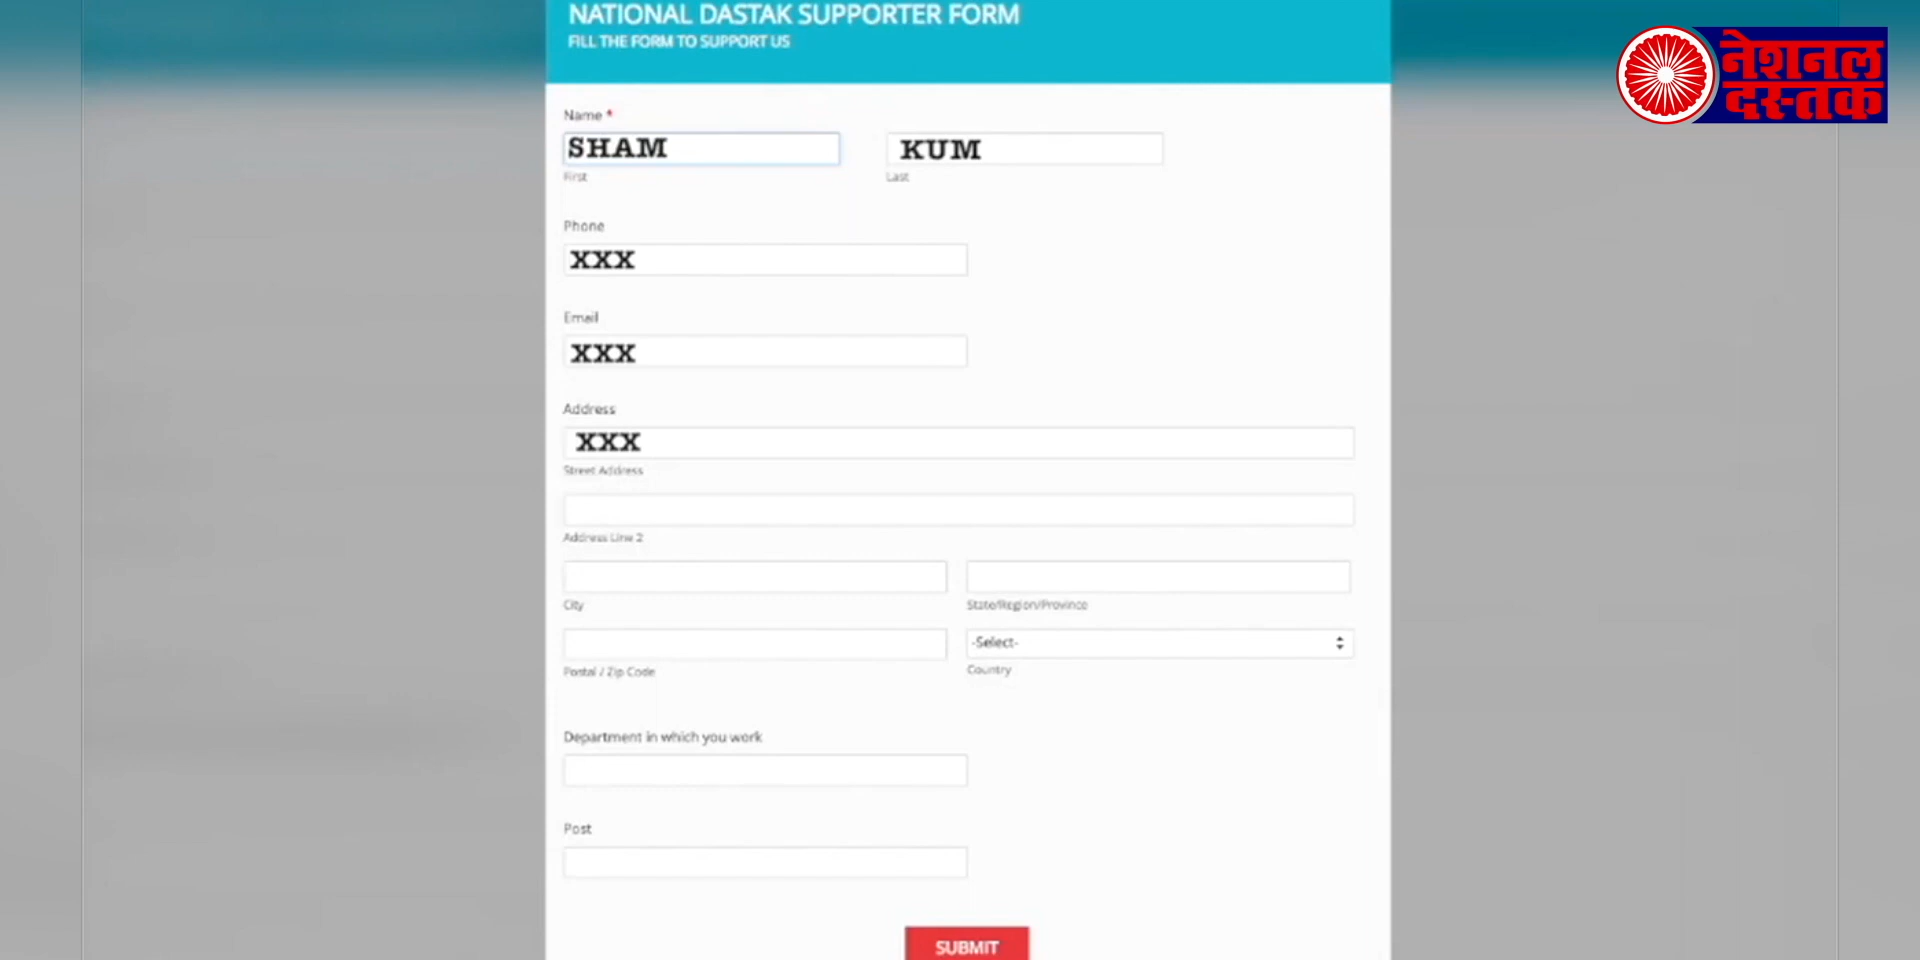 NATIONAL DASTAK SUPPORTER FORM
FILL THE FORM TO SUPPORT US
नेशनल
दस्तक
Name *
SHAM KUM
First Last
Phone
XXX
Email
XXX
Address
XXX
Street Address
Address Line 2
City State/Region/Province
-Select-
Postal / Zip Code Country
Department in which you work
Post
SUBMIT